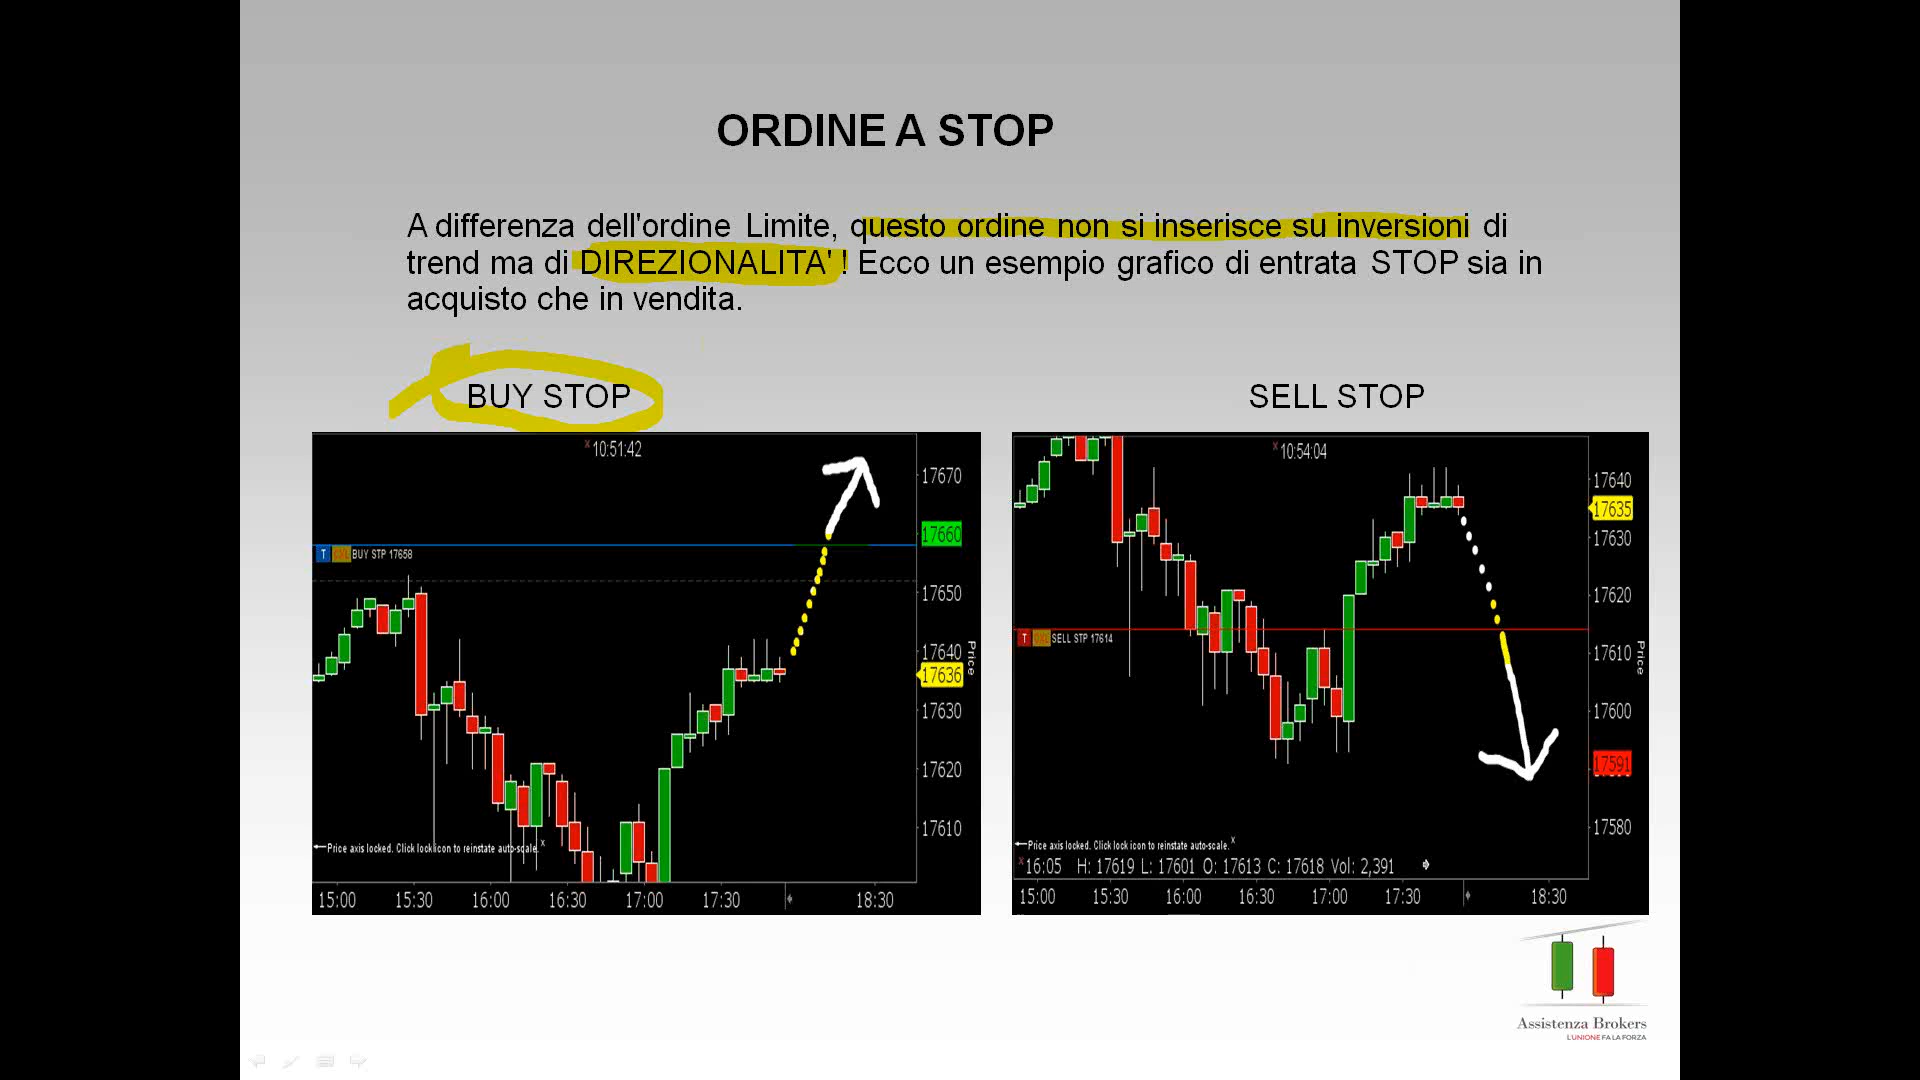 ORDINE A STOP
A differenza dell'ordine Limite, questo ordine non si inserisce su inversioni di
trend ma di DIREZIONALITA' ! Ecco un esempio grafico di entrata STOP sia in
acquisto che in vendita.
BUY STOP
SELL STOP
x 10:51:42
17670
17660
T BUY STP 17658
17650
17640
17636
Price
17630
17620
17610
Price axis locked. Click lock icon to reinstate auto-scale. x
15:00 15:30 16:00 16:30 17:00 17:30 18:30
x 10:54:04
17640
17635
17630
17620
T SELL STP 17614
17610
Price
17600
17591
17580
Price axis locked. Click lock icon to reinstate auto-scale. x
x 16:05 H: 17619 L: 17601 O: 17613 C: 17618 Vol: 2,391
15:00 15:30 16:00 16:30 17:00 17:30 18:30
Assistenza Brokers
L'UNIONE FA LA FORZA